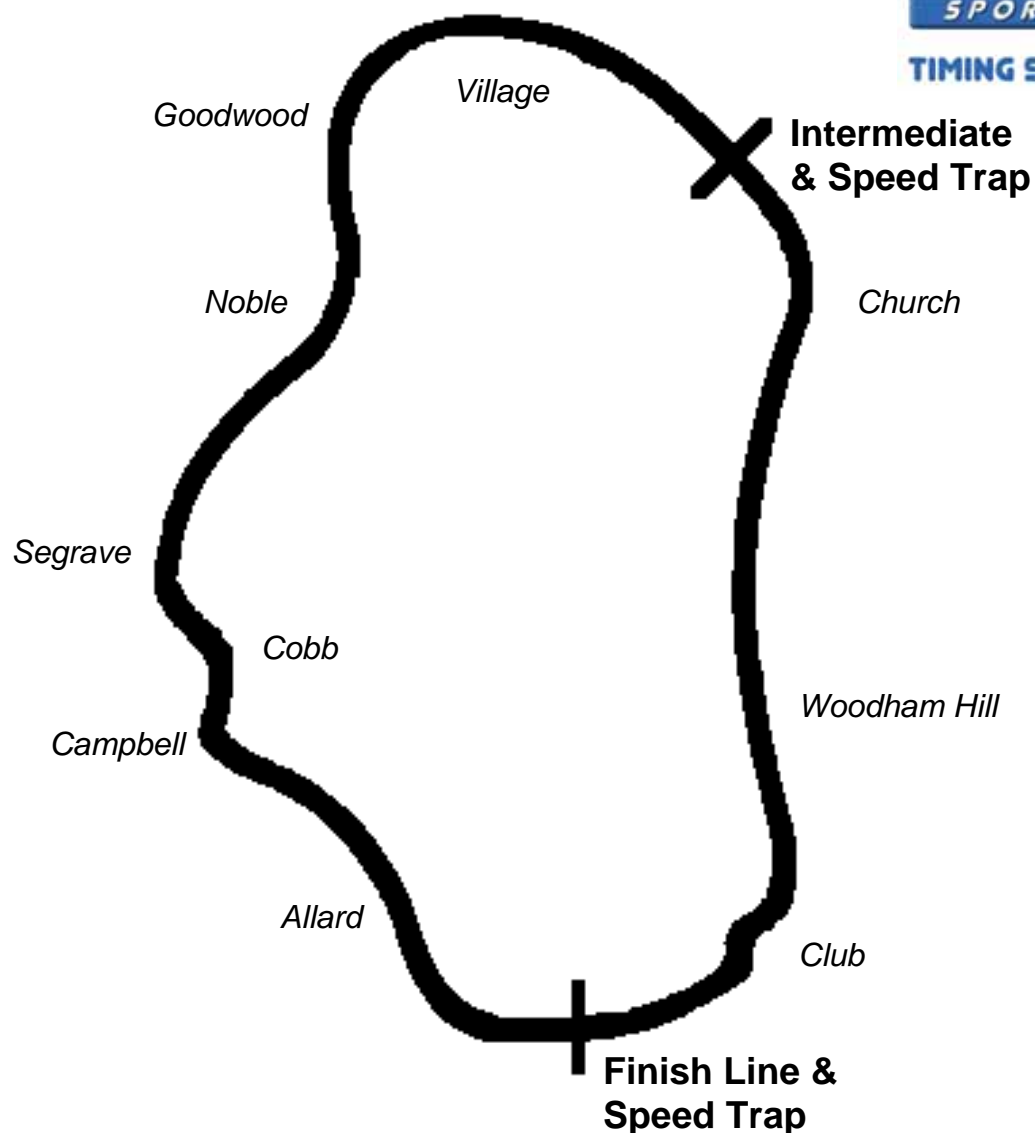 SPOR
TIMING S
Village
Goodwood
Intermediate
& Speed Trap
Noble
Church
Segrave
Cobb
Woodham Hill
Campbell
Allard
Club
Finish Line &
Speed Trap